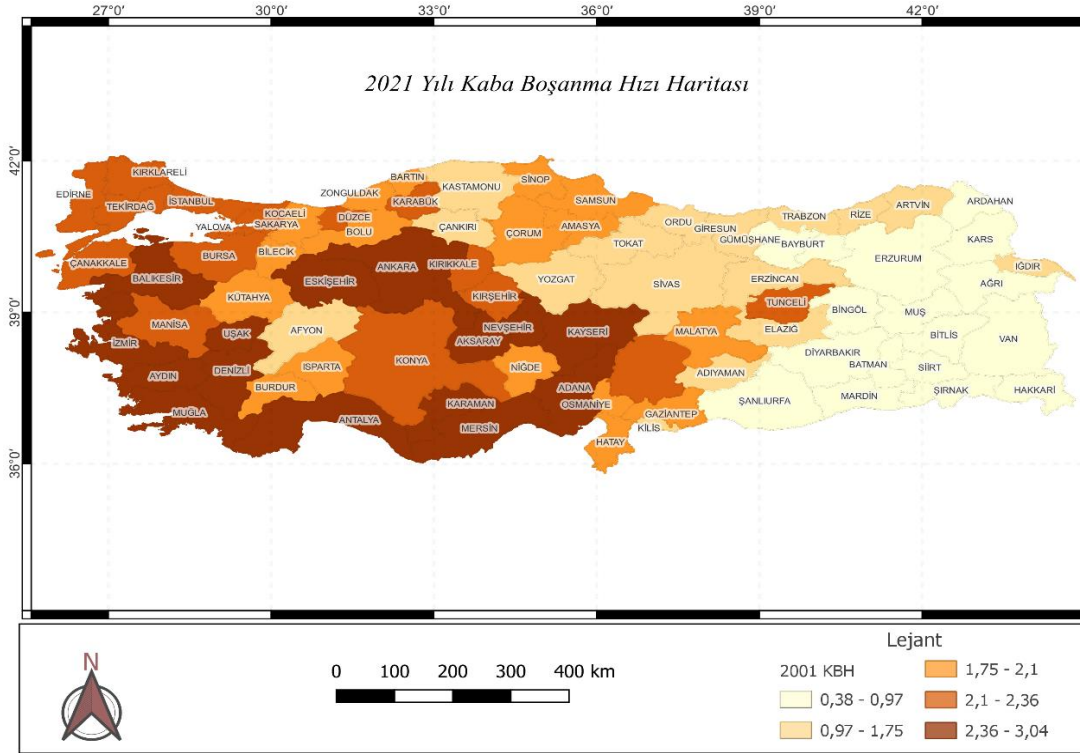 27°0' 30°0' 33°0' 36°0' 39°0' 42°0'
2021 Yılı Kaba Boşanma Hızı Haritası
42°0'
39°0'
36°0'
KIRKLARELİ
EDİRNE
TEKİRDAĞ
İSTANBUL
YALOVA
KOCAELİ
SAKARYA
DÜZCE
BOLU
ZONGULDAK
BARTIN
KARABÜK
KASTAMONU
SİNOP
SAMSUN
ÇANKIRI
ÇORUM
AMASYA
ORDU
GİRESUN
TOKAT
GÜMÜŞHANE
TRABZON
RİZE
ARTVİN
ARDAHAN
BAYBURT
KARS
ERZURUM
IĞDIR
AĞRI
ÇANAKKALE
BALIKESİR
BURSA
BİLECİK
ESKİŞEHİR
ANKARA
KIRIKKALE
KIRŞEHİR
YOZGAT
SİVAS
ERZİNCAN
TUNCELİ
BİNGÖL
MUŞ
BİTLİS
VAN
KÜTAHYA
MANİSA
UŞAK
AFYON
İZMİR
AYDIN
DENİZLİ
ISPARTA
BURDUR
KONYA
AKSARAY
NEVŞEHİR
KAYSERİ
NİĞDE
MALATYA
ELAZIĞ
ADIYAMAN
DİYARBAKIR
BATMAN
SİİRT
ŞIRNAK
HAKKARİ
MARDİN
ŞANLIURFA
MUĞLA
ANTALYA
KARAMAN
MERSİN
ADANA
OSMANİYE
GAZİANTEP
KİLİS
HATAY
N
0 100 200 300 400 km
Lejant
2001 KBH
0,38 - 0,97
0,97 - 1,75
1,75 - 2,1
2,1 - 2,36
2,36 - 3,04